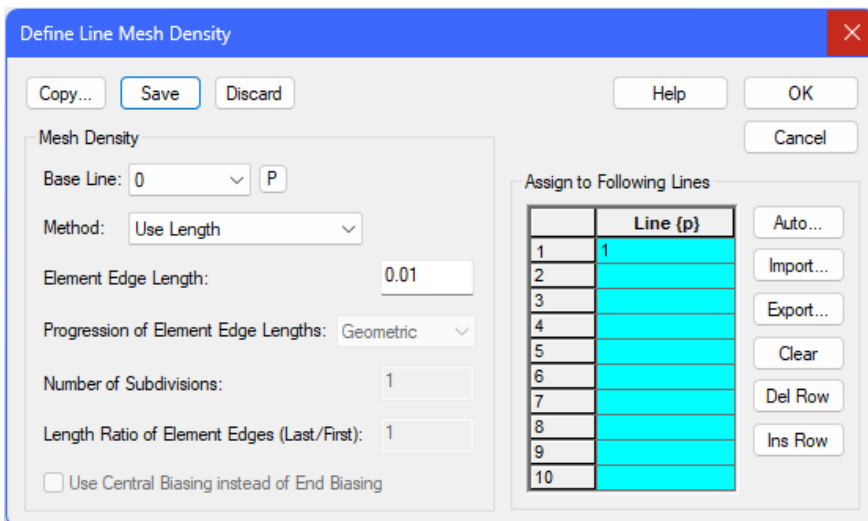 Define Line Mesh Density
Copy... Save Discard Help OK
Cancel
Mesh Density
Base Line: 0 P
Method: Use Length
Element Edge Length: 0.01
Progression of Element Edge Lengths: Geometric
Number of Subdivisions: 1
Length Ratio of Element Edges (Last/First): 1
Use Central Biasing instead of End Biasing
Assign to Following Lines
Line {p}
1 1
2
3
4
5
6
7
8
9
10
Auto...
Import...
Export...
Clear
Del Row
Ins Row